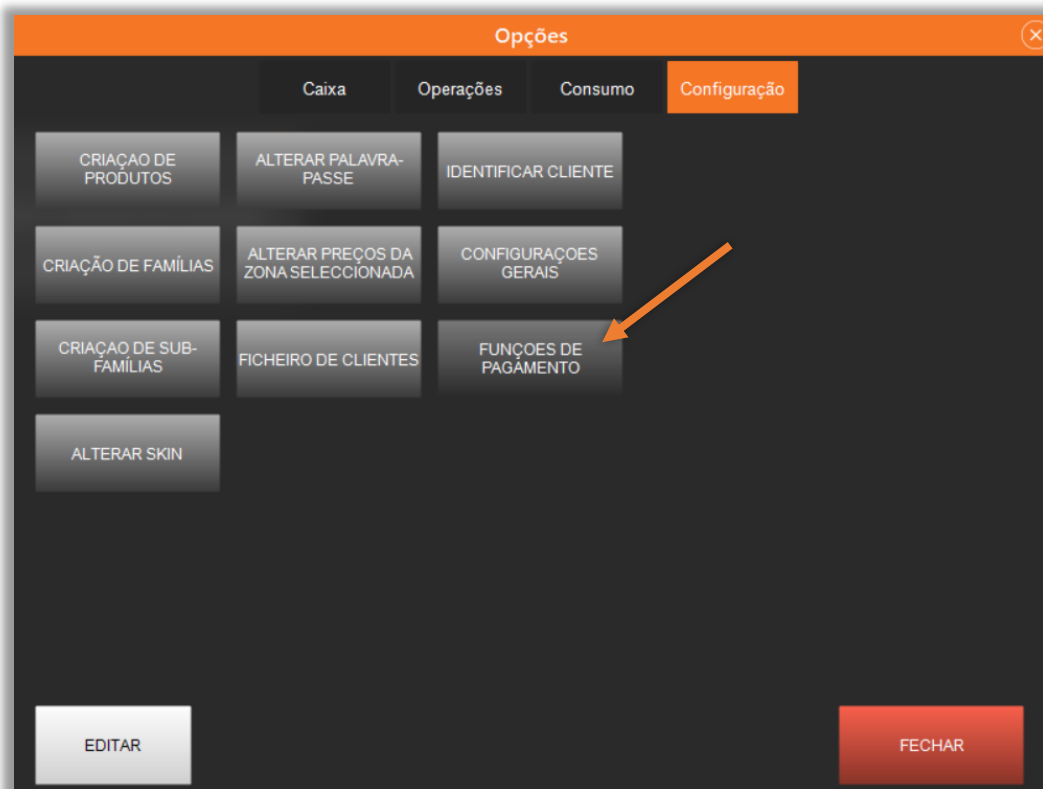 Opções
Caixa Operações Consumo Configuração
CRIAÇAO DE
PRODUTOS
ALTERAR PALAVRA-
PASSE
IDENTIFICAR CLIENTE
CRIAÇÃO DE FAMÍLIAS
ALTERAR PREÇOS DA
ZONA SELECCIONADA
CONFIGURAÇOES
GERAIS
CRIAÇAO DE SUB-
FAMÍLIAS
FICHEIRO DE CLIENTES
FUNÇOES DE
PAGAMENTO
ALTERAR SKIN
EDITAR
FECHAR